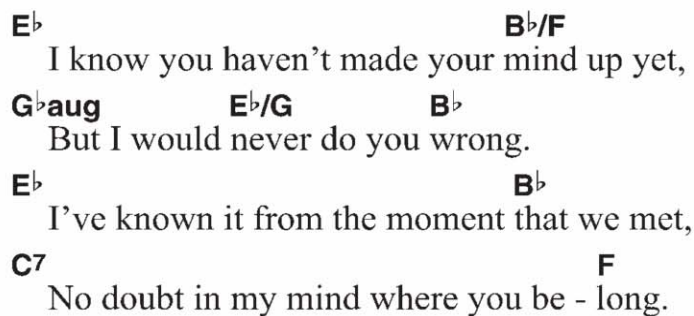 E♭ B♭/F
I know you haven’t made your mind up yet,
G♭aug E♭/G B♭
But I would never do you wrong.
E♭ B♭
I’ve known it from the moment that we met,
C7 F
No doubt in my mind where you be - long.